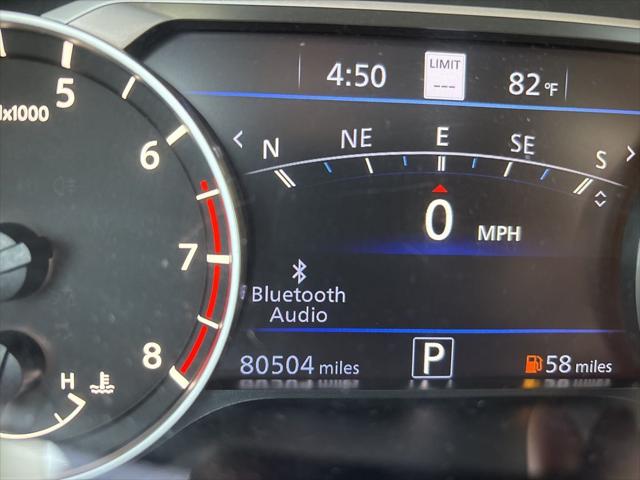 4:50
LIMIT
---
82°F
5
x1000
6
7
8
H
< N NE E SE S >
0 MPH
Bluetooth
Audio
80504 miles
P
58 miles